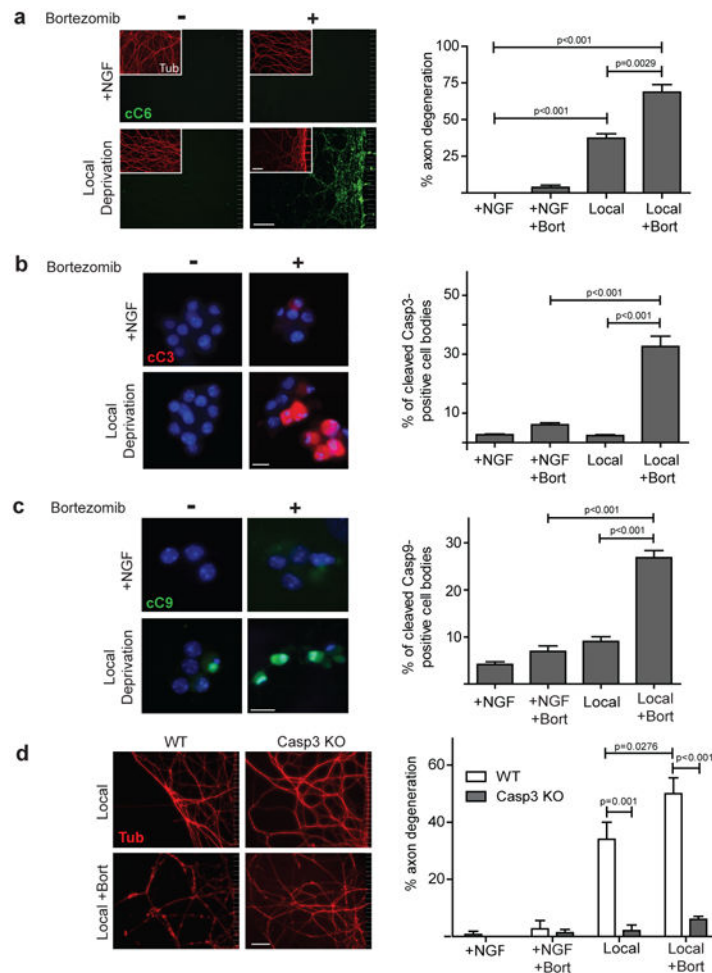 a
Bortezomib - +
+NGF
Tub
cC6
Local
Deprivation
% axon degeneration
100
75
50
25
p<0.001
p=0.0029
p<0.001
+NGF +NGF +Bort Local Local +Bort
b
Bortezomib - +
+NGF
cC3
Local
Deprivation
% of cleaved Casp3-
positive cell bodies
50
30
10
p<0.001
p<0.001
+NGF +NGF +Bort Local Local +Bort
c
Bortezomib - +
+NGF
cC9
Local
Deprivation
% of cleaved Casp9-
positive cell bodies
50
30
10
p<0.001
p<0.001
+NGF +NGF +Bort Local Local +Bort
d
WT Casp3 KO
Local
Tub
Local +Bort
% axon degeneration
60
40
20
WT
Casp3 KO
p=0.0276
p<0.001
p=0.001
+NGF +NGF +Bort Local Local +Bort